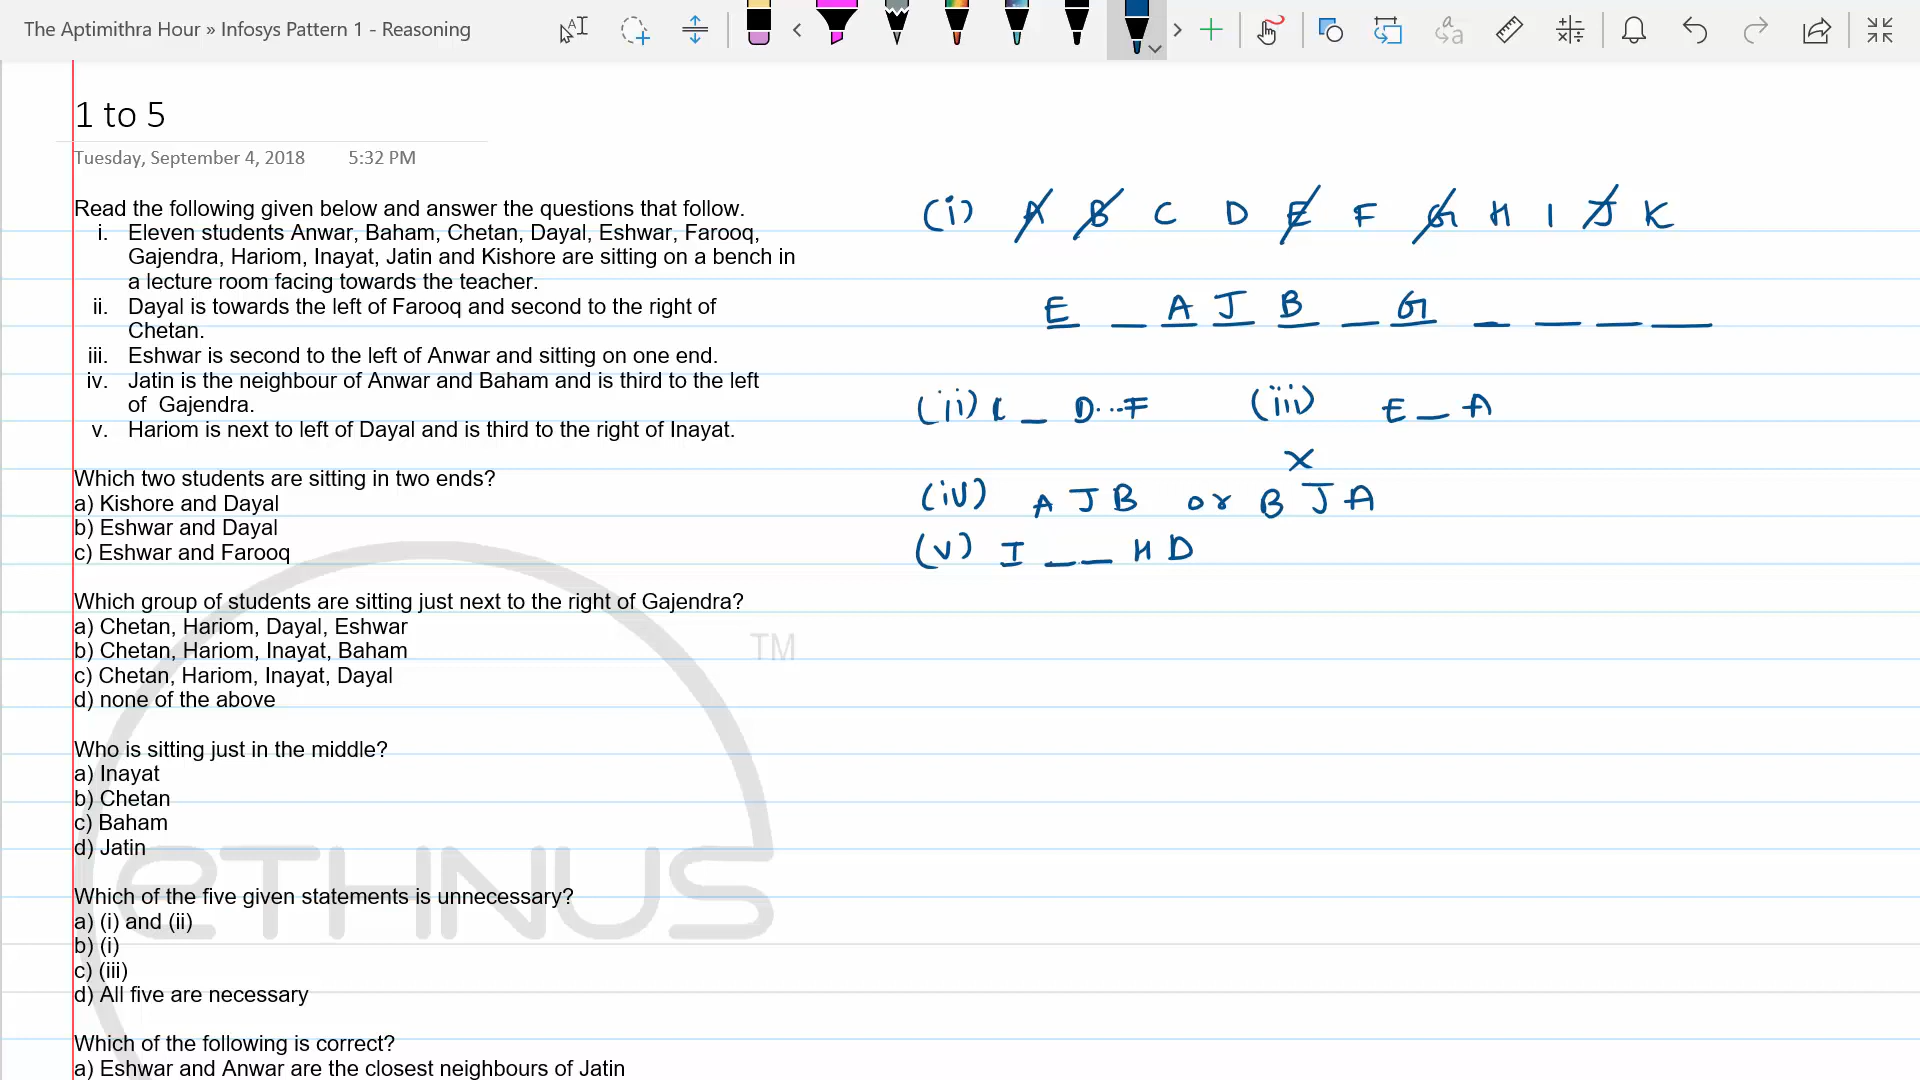 The Aptimithra Hour » Infosys Pattern 1 - Reasoning
1 to 5
Tuesday, September 4, 2018 5:32 PM
Read the following given below and answer the questions that follow.
i. Eleven students Anwar, Baham, Chetan, Dayal, Eshwar, Farooq,
Gajendra, Hariom, Inayat, Jatin and Kishore are sitting on a bench in
a lecture room facing towards the teacher.
ii. Dayal is towards the left of Farooq and second to the right of
Chetan.
iii. Eshwar is second to the left of Anwar and sitting on one end.
iv. Jatin is the neighbour of Anwar and Baham and is third to the left
of Gajendra.
v. Hariom is next to left of Dayal and is third to the right of Inayat.
Which two students are sitting in two ends?
a) Kishore and Dayal
b) Eshwar and Dayal
c) Eshwar and Farooq
Which group of students are sitting just next to the right of Gajendra?
a) Chetan, Hariom, Dayal, Eshwar
b) Chetan, Hariom, Inayat, Baham
c) Chetan, Hariom, Inayat, Dayal
d) none of the above
Who is sitting just in the middle?
a) Inayat
b) Chetan
c) Baham
d) Jatin
Which of the five given statements is unnecessary?
a) (i) and (ii)
b) (i)
c) (iii)
d) All five are necessary
Which of the following is correct?
a) Eshwar and Anwar are the closest neighbours of Jatin
eTHNUS TM
(i) A B C D E F G H I J K
E _ A J B _ G _ _ _ _
(ii) C _ D...F (iii) E _ A
x
(iv) A J B or B J A
(v) I _ _ H D